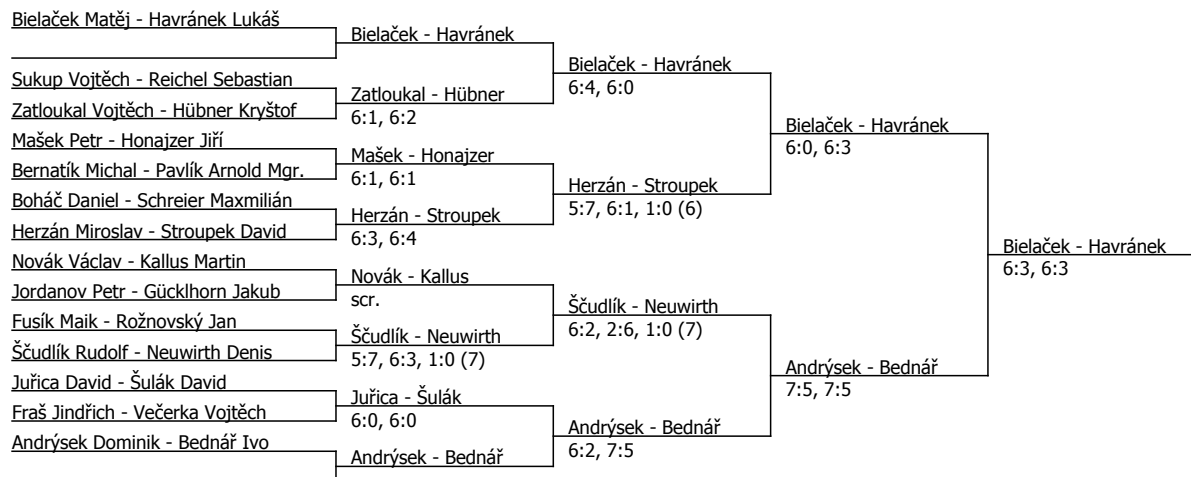 Bielaček Matěj - Havránek Lukáš
Sukup Vojtěch - Reichel Sebastian
Zatloukal Vojtěch - Hübner Kryštof
Mašek Petr - Honajzer Jiří
Bernatík Michal - Pavlík Arnold Mgr.
Boháč Daniel - Schreier Maxmilián
Herzán Miroslav - Stroupek David
Novák Václav - Kallus Martin
Jordanov Petr - Gücklhorn Jakub
Fusík Maik - Rožnovský Jan
Ščudlík Rudolf - Neuwirth Denis
Juřica David - Šulák David
Fraš Jindřich - Večerka Vojtěch
Andrýsek Dominik - Bednář Ivo
Bielaček - Havránek
Zatloukal - Hübner
6:1, 6:2
Mašek - Honajzer
6:1, 6:1
Herzán - Stroupek
6:3, 6:4
Novák - Kallus
scr.
Ščudlík - Neuwirth
5:7, 6:3, 1:0 (7)
Juřica - Šulák
6:0, 6:0
Andrýsek - Bednář
Bielaček - Havránek
6:4, 6:0
Herzán - Stroupek
5:7, 6:1, 1:0 (6)
Ščudlík - Neuwirth
6:2, 2:6, 1:0 (7)
Andrýsek - Bednář
6:2, 7:5
Bielaček - Havránek
6:0, 6:3
Andrýsek - Bednář
7:5, 7:5
Bielaček - Havránek
6:3, 6:3